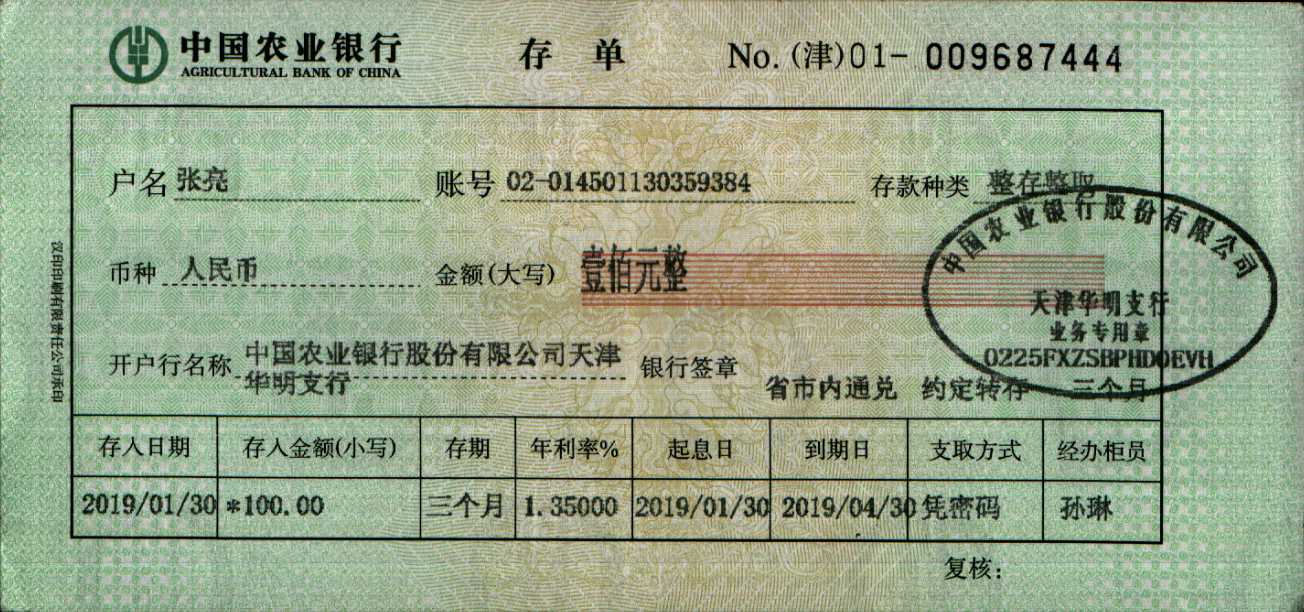 中国农业银行 存 单 No. (津)01- 009687444
AGRICULTURAL BANK OF CHINA
户名 张亮 账号 02-014501130359384 存款种类 整存整取
中国农业银行股份有限公司
币种 人民币 金额(大写) 壹佰元整
天津华明支行
业务专用章
0225FXZSBPHDOEVH
开户行名称 中国农业银行股份有限公司天津华明支行 银行签章
省市内通兑 约定转存 三个月
存入日期 存入金额(小写) 存期 年利率% 起息日 到期日 支取方式 经办柜员
2019/01/30 *100.00 三个月 1.35000 2019/01/30 2019/04/30 凭密码 孙琳
复核: